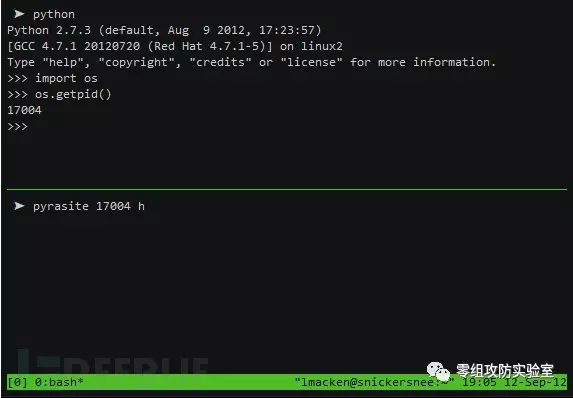 ➤ python
Python 2.7.3 (default, Aug  9 2012, 17:23:57)
[GCC 4.7.1 20120720 (Red Hat 4.7.1-5)] on linux2
Type "help", "copyright", "credits" or "license" for more information.
>>> import os
>>> os.getpid()
17004
>>>
➤ pyrasite 17004 h
零组攻防实验室
[0] 0:bash* "lmacken@snickersnee:~" 19:05 12-Sep-12